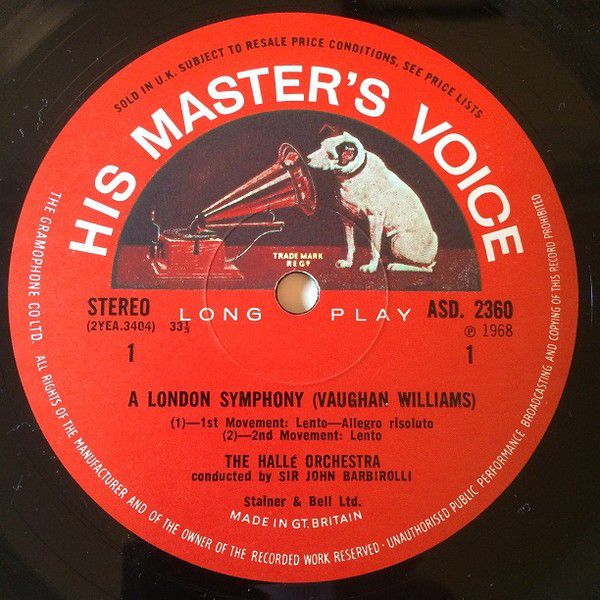 SOLD IN U.K. SUBJECT TO RESALE PRICE CONDITIONS, SEE PRICE LISTS
HIS MASTER'S VOICE
TRADE MARK
REGD
STEREO
(2YEA.3404) 33⅓
1
LONG PLAY
ASD. 2360
℗ 1968
1
A LONDON SYMPHONY (VAUGHAN WILLIAMS)
(1)—1st Movement: Lento—Allegro risoluto
(2)—2nd Movement: Lento
THE HALLÉ ORCHESTRA
conducted by SIR JOHN BARBIROLLI
Stainer & Bell Ltd.
MADE IN GT. BRITAIN
THE GRAMOPHONE CO LTD. ALL RIGHTS OF THE MANUFACTURER AND OF THE OWNER OF THE RECORDED WORK RESERVED · UNAUTHORISED PUBLIC PERFORMANCE BROADCASTING AND COPYING OF THIS RECORD PROHIBITED